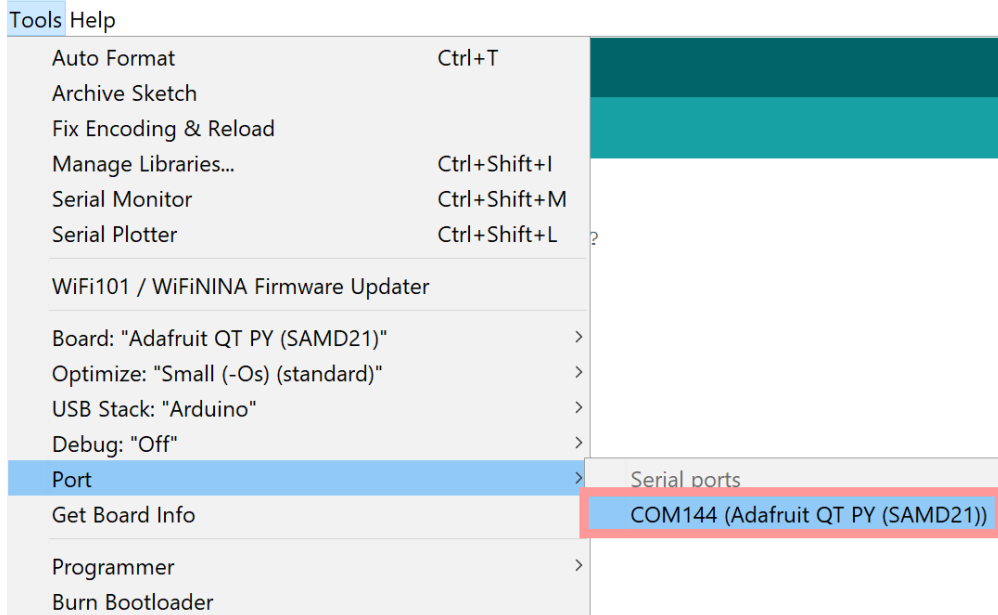 Tools Help
Auto Format Ctrl+T
Archive Sketch
Fix Encoding & Reload
Manage Libraries... Ctrl+Shift+I
Serial Monitor Ctrl+Shift+M
Serial Plotter Ctrl+Shift+L
?
WiFi101 / WiFiNINA Firmware Updater
Board: "Adafruit QT PY (SAMD21)"
Optimize: "Small (-Os) (standard)"
USB Stack: "Arduino"
Debug: "Off"
Port
Serial ports
Get Board Info
COM144 (Adafruit QT PY (SAMD21))
Programmer
Burn Bootloader